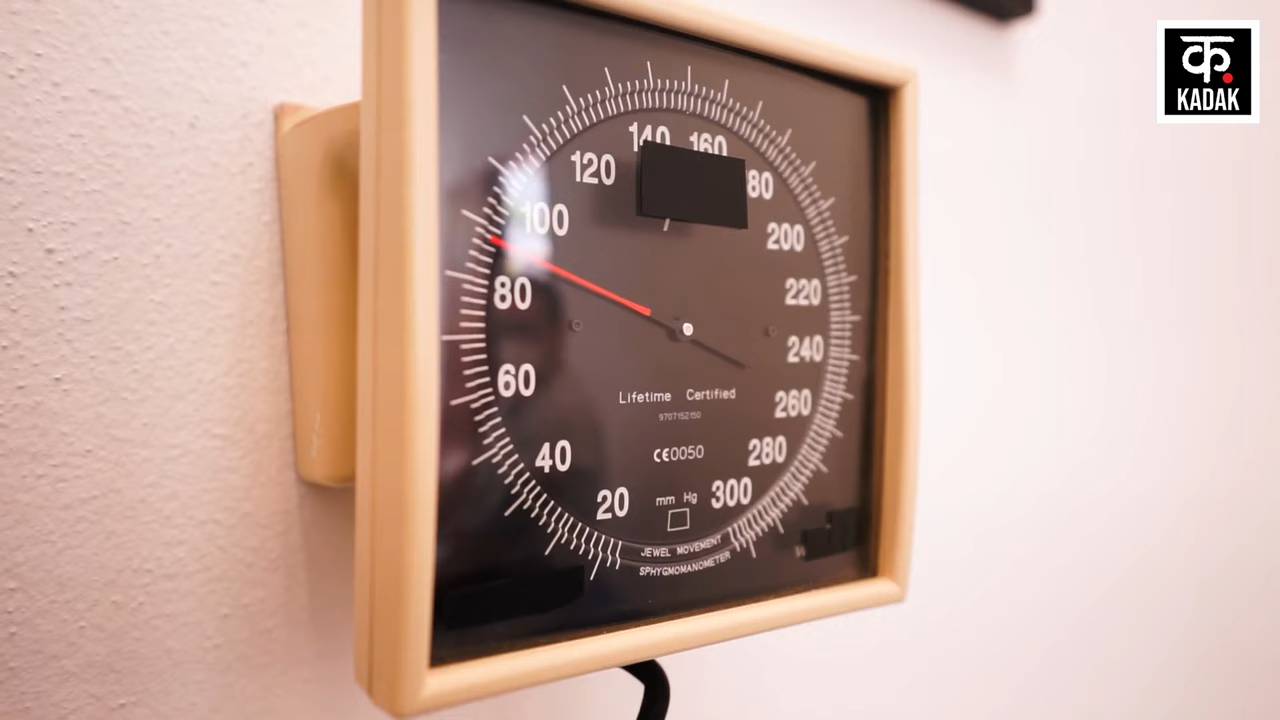 क.
KADAK
140 160
120
80
100
200
80
220
240
60
Lifetime Certified
260
9707152150
CE0050
40
280
20
mm Hg
300
JEWEL MOVEMENT
SPHYGMOMANOMETER